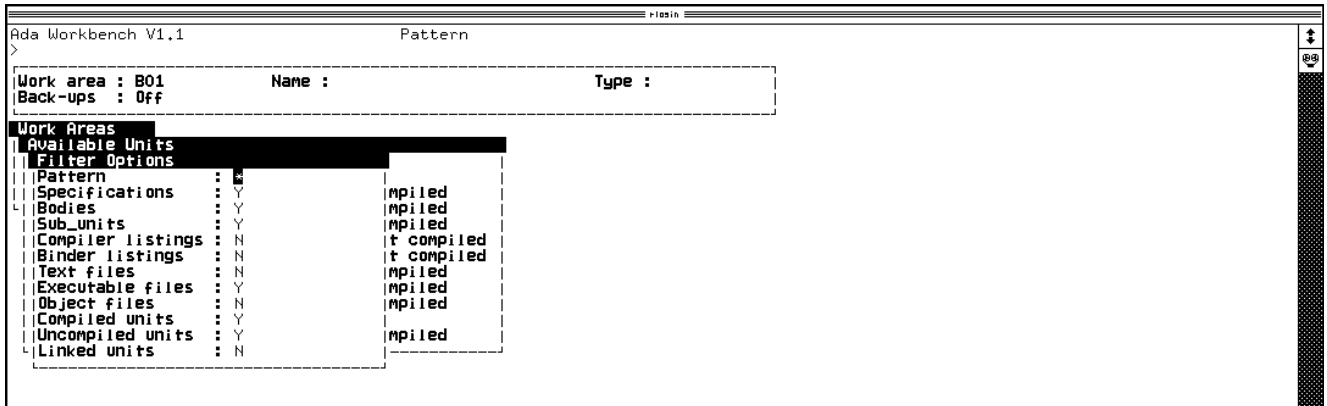 rlogin
Ada Workbench V1.1 Pattern
>
Work area : B01 Name : Type :
Back-ups : Off
Work Areas
Available Units
Filter Options
Pattern : *
Specifications : Y mpiled
Bodies : Y mpiled
Sub_units : Y mpiled
Compiler listings : N t compiled
Binder listings : N t compiled
Text files : N mpiled
Executable files : Y mpiled
Object files : N mpiled
Compiled units : Y
Uncompiled units : Y mpiled
Linked units : N